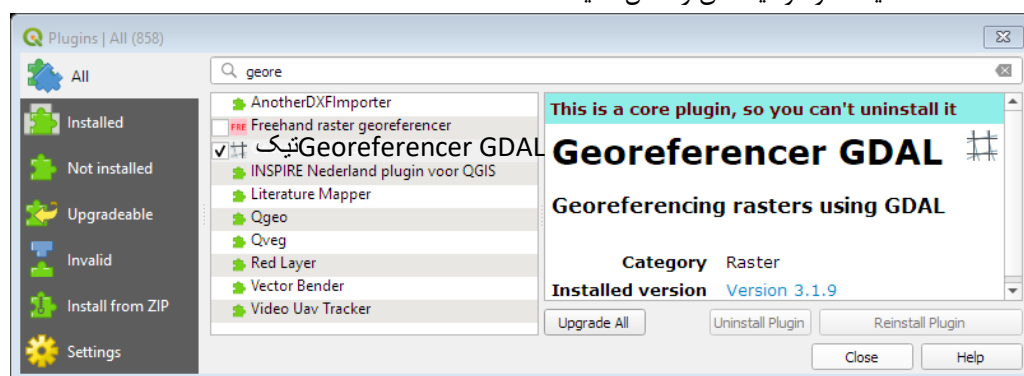 Plugins | All (858)
All
Installed
Not installed
Upgradeable
Invalid
Install from ZIP
Settings
geore
AnotherDXFImporter
FRE Freehand raster georeferencer
Georeferencer GDALتیک
INSPIRE Nederland plugin voor QGIS
Literature Mapper
Qgeo
Qveg
Red Layer
Vector Bender
Video Uav Tracker
This is a core plugin, so you can't uninstall it
Georeferencer GDAL
Georeferencing rasters using GDAL
Category Raster
Installed version Version 3.1.9
Upgrade All
Uninstall Plugin
Reinstall Plugin
Close
Help